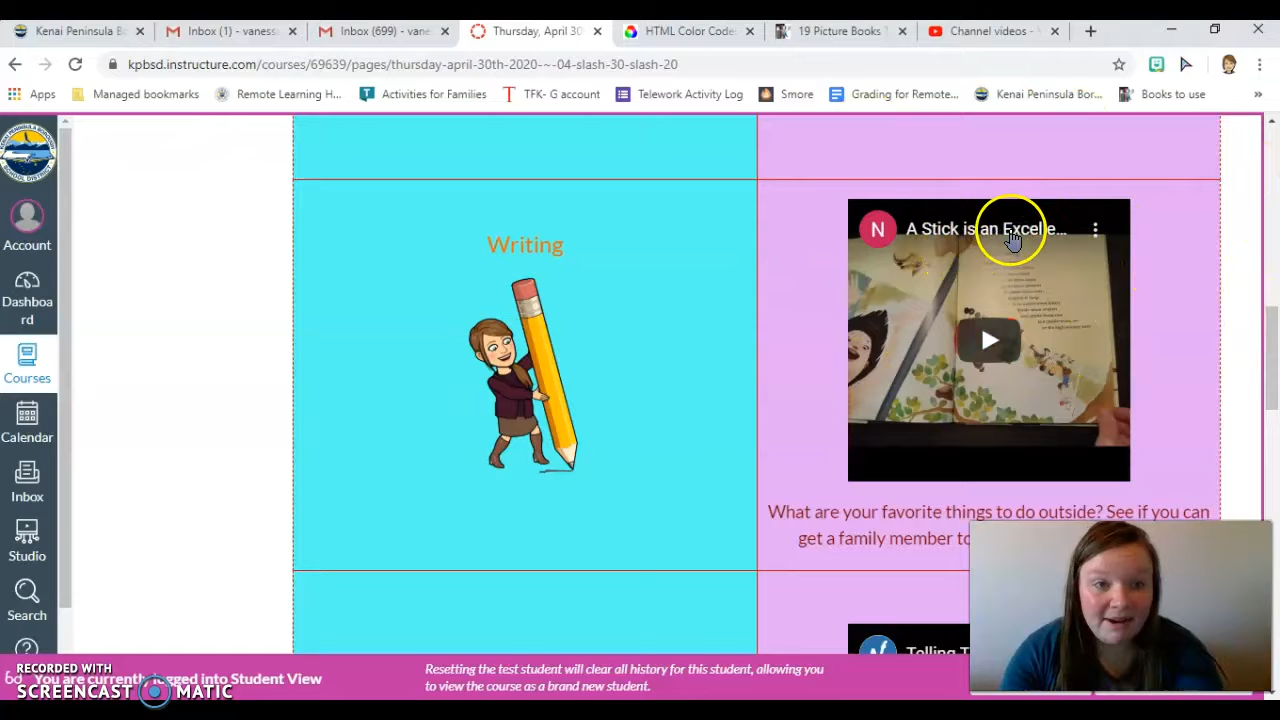 Kenai Peninsula Bo
Inbox (1) - vaness
Inbox (699) - vane
Thursday, April 30
HTML Color Code
19 Picture Books
Channel videos -
kpbsd.instructure.com/courses/69639/pages/thursday-april-30th-2020-~-04-slash-30-slash-20
Apps
Managed bookmarks
Remote Learning H...
Activities for Families
TFK- G account
Telework Activity Log
Smore
Grading for Remote...
Kenai Peninsula Bor...
Books to use
»
Account
Dashboa
rd
Courses
Calendar
Inbox
Studio
Search
Writing
N
A Stick is an Excelle...
What are your favorite things to do outside? See if you can
get a family member to
Telling T
You are currently logged into Student View
Resetting the test student will clear all history for this student, allowing you
to view the course as a brand new student.
RECORDED WITH
SCREENCAST MATIC